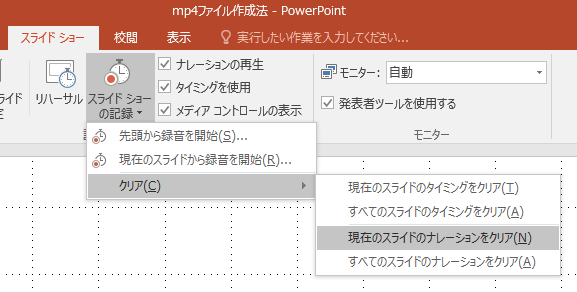 mp4ファイル作成法 - PowerPoint
スライド ショー 校閲 表示 実行したい作業を入力してください...
ライド
定
リハーサル
スライド ショー
の記録
ナレーションの再生
タイミングを使用
メディア コントロールの表示
モニター: 自動
発表者ツールを使用する
モニター
先頭から録音を開始(S)...
現在のスライドから録音を開始(R)...
クリア(C)
現在のスライドのタイミングをクリア(T)
すべてのスライドのタイミングをクリア(A)
現在のスライドのナレーションをクリア(N)
すべてのスライドのナレーションをクリア(A)